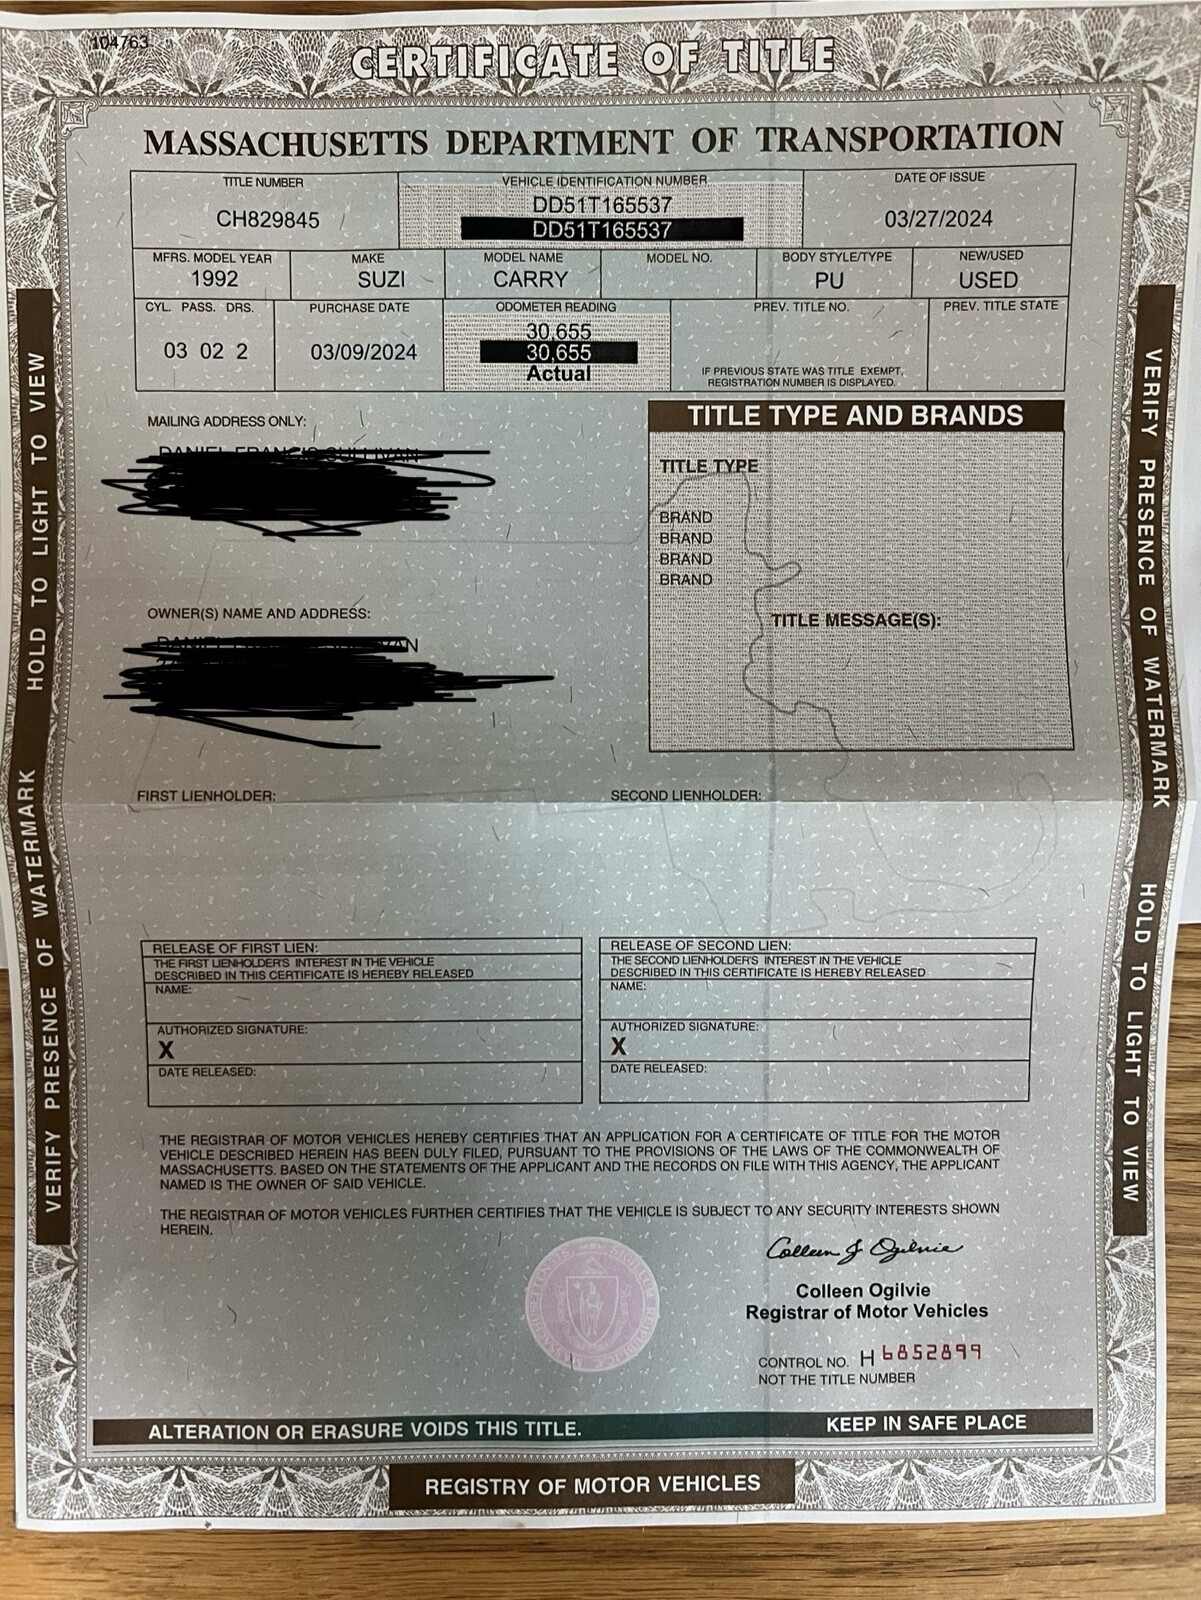 104763
CERTIFICATE OF TITLE
MASSACHUSETTS DEPARTMENT OF TRANSPORTATION
TITLE NUMBER VEHICLE IDENTIFICATION NUMBER DATE OF ISSUE
CH829845 DD51T165537 03/27/2024
DD51T165537
MFRS. MODEL YEAR MAKE MODEL NAME MODEL NO. BODY STYLE/TYPE NEW/USED
1992 SUZI CARRY PU USED
CYL. PASS. DRS. PURCHASE DATE ODOMETER READING PREV. TITLE NO. PREV. TITLE STATE
30,655
03 02 2 03/09/2024 30,655
Actual
IF PREVIOUS STATE WAS TITLE EXEMPT,
REGISTRATION NUMBER IS DISPLAYED.
MAILING ADDRESS ONLY:
TITLE TYPE AND BRANDS
TITLE TYPE
BRAND
BRAND
BRAND
BRAND
OWNER(S) NAME AND ADDRESS:
TITLE MESSAGE(S):
FIRST LIENHOLDER: SECOND LIENHOLDER:
RELEASE OF FIRST LIEN:
THE FIRST LIENHOLDER'S INTEREST IN THE VEHICLE
DESCRIBED IN THIS CERTIFICATE IS HEREBY RELEASED
NAME:
AUTHORIZED SIGNATURE:
X
DATE RELEASED:
RELEASE OF SECOND LIEN:
THE SECOND LIENHOLDER'S INTEREST IN THE VEHICLE
DESCRIBED IN THIS CERTIFICATE IS HEREBY RELEASED
NAME:
AUTHORIZED SIGNATURE:
X
DATE RELEASED:
THE REGISTRAR OF MOTOR VEHICLES HEREBY CERTIFIES THAT AN APPLICATION FOR A CERTIFICATE OF TITLE FOR THE MOTOR
VEHICLE DESCRIBED HEREIN HAS BEEN DULY FILED, PURSUANT TO THE PROVISIONS OF THE LAWS OF THE COMMONWEALTH OF
MASSACHUSETTS. BASED ON THE STATEMENTS OF THE APPLICANT AND THE RECORDS ON FILE WITH THIS AGENCY, THE APPLICANT
NAMED IS THE OWNER OF SAID VEHICLE.
THE REGISTRAR OF MOTOR VEHICLES FURTHER CERTIFIES THAT THE VEHICLE IS SUBJECT TO ANY SECURITY INTERESTS SHOWN
HEREIN.
Colleen J Ogilvie
Colleen Ogilvie
Registrar of Motor Vehicles
CONTROL NO. H 6852899
NOT THE TITLE NUMBER
ALTERATION OR ERASURE VOIDS THIS TITLE. KEEP IN SAFE PLACE
REGISTRY OF MOTOR VEHICLES
VERIFY PRESENCE OF WATERMARK HOLD TO LIGHT TO VIEW
VERIFY PRESENCE OF WATERMARK HOLD TO LIGHT TO VIEW